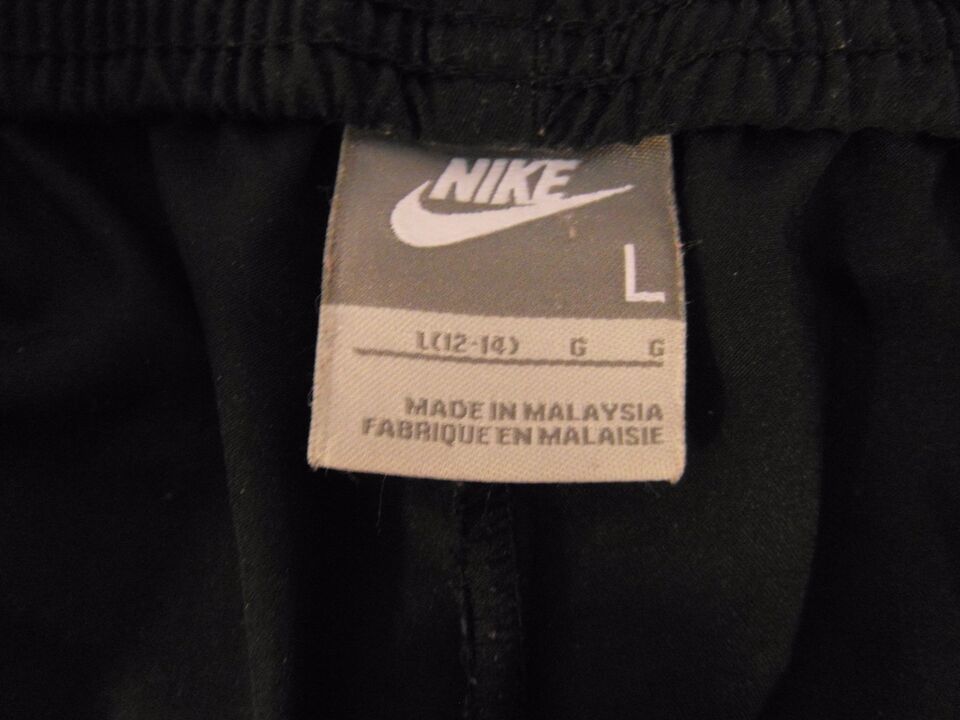 NIKE
L
L(12-14) G G
MADE IN MALAYSIA
FABRIQUE EN MALAISIE